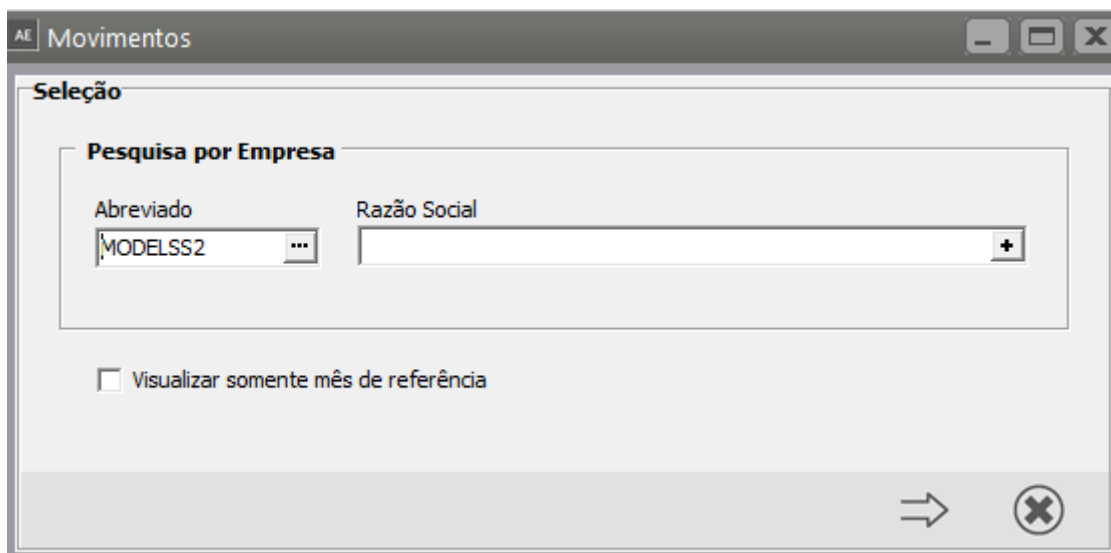 AE Movimentos
Seleção
Pesquisa por Empresa
Abreviado Razão Social
MODELSS2 ...
Visualizar somente mês de referência